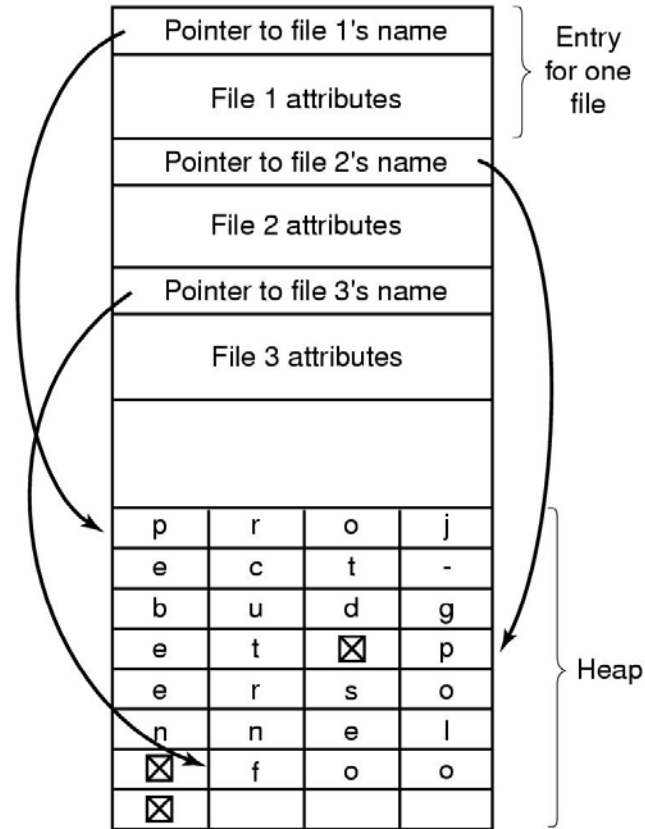 Pointer to file 1's name
Entry
for one
file
File 1 attributes
Pointer to file 2's name
File 2 attributes
Pointer to file 3's name
File 3 attributes
p r o j
e c t -
b u d g
e t ☒ p
e r s o
n n e l
☒ f o o
☒
Heap